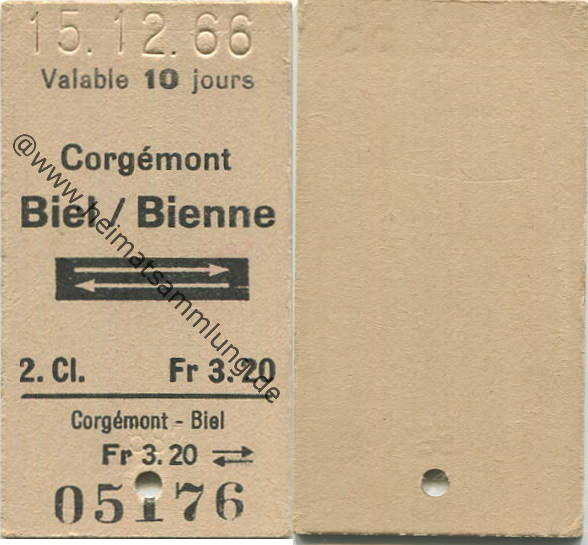 15.12.66
Valable 10 jours
Corgémont
Biel / Bienne
2. Cl. Fr 3.20
Corgémont - Biel
Fr 3.20
05176
@www.heimatsammlung.de